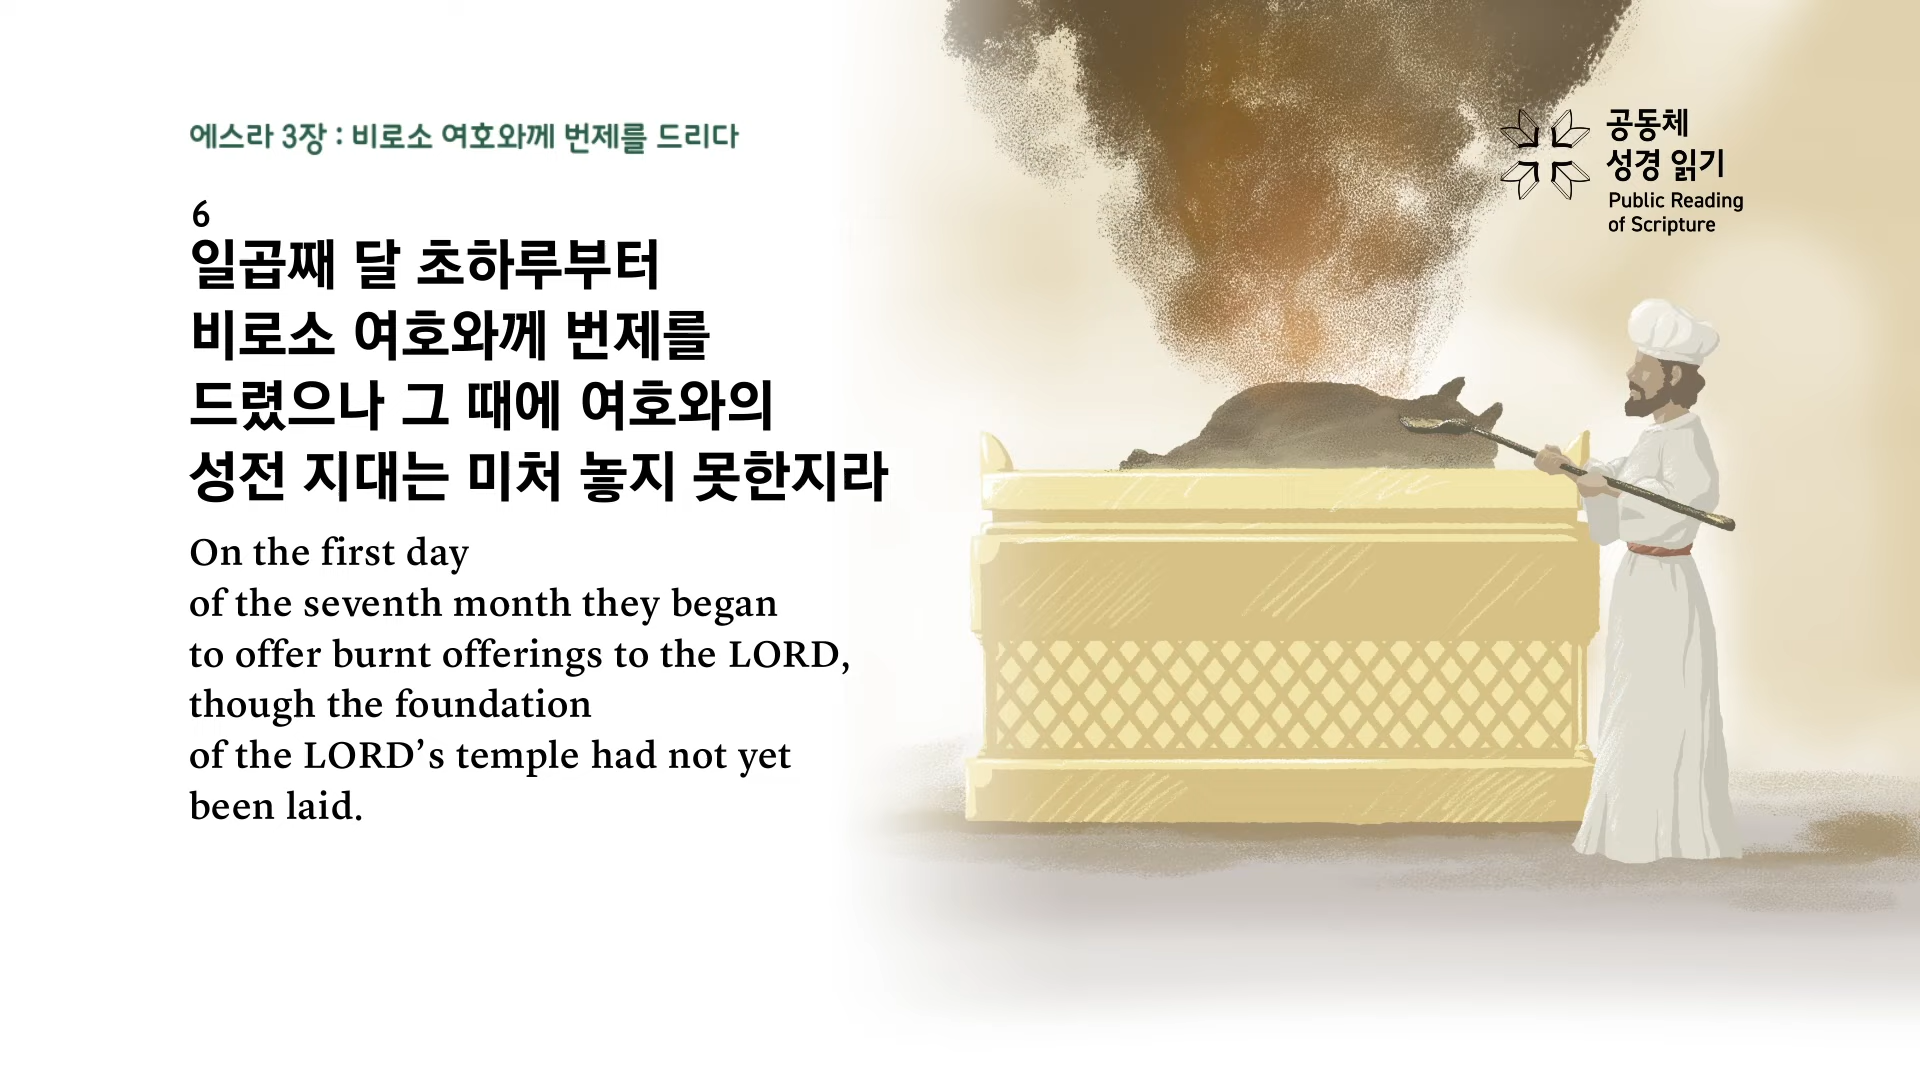 에스라 3장 : 비로소 여호와께 번제를 드리다
공동체
성경 읽기
Public Reading
of Scripture
6
일곱째 달 초하루부터
비로소 여호와께 번제를
드렸으나 그 때에 여호와의
성전 지대는 미처 놓지 못한지라
On the first day
of the seventh month they began
to offer burnt offerings to the LORD,
though the foundation
of the LORD’s temple had not yet
been laid.